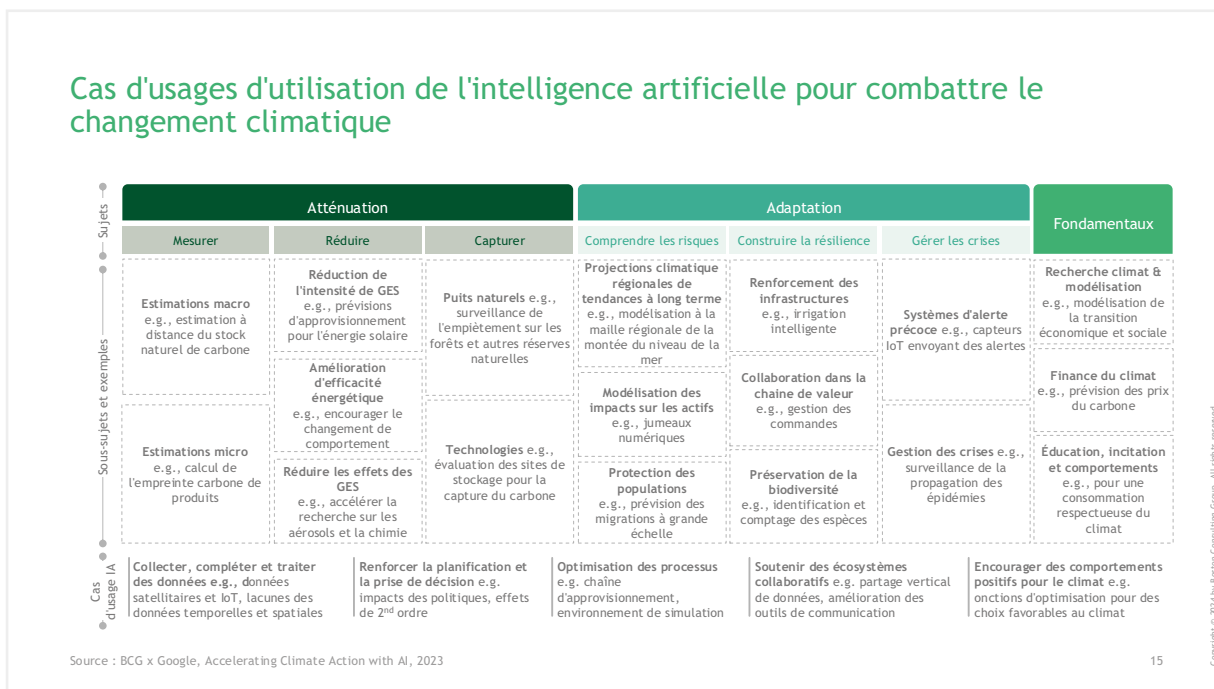 Cas d'usages d'utilisation de l'intelligence artificielle pour combattre le
changement climatique
Sujets
Atténuation
Adaptation
Fondamentaux
Mesurer
Réduire
Capturer
Comprendre les risques
Construire la résilience
Gérer les crises
Sous-sujets et exemples
Estimations macro
e.g., estimation à
distance du stock
naturel de carbone
Estimations micro
e.g., calcul de
l'empreinte carbone de
produits
Réduction de
l'intensité de GES
e.g., prévisions
d'approvisionnement
pour l'énergie solaire
Amélioration
d'efficacité
énergétique
e.g., encourager le
changement de
comportement
Réduire les effets des
GES
e.g., accélérer la
recherche sur les
aérosols et la chimie
Puits naturels e.g.,
surveillance de
l'empiètement sur les
forêts et autres réserves
naturelles
Technologies e.g.,
évaluation des sites de
stockage pour la
capture du carbone
Projections climatique
régionales de
tendances à long terme
e.g., modélisation à la
maille régionale de la
montée du niveau de la
mer
Modélisation des
impacts sur les actifs
e.g., jumeaux
numériques
Protection des
populations
e.g., prévision des
migrations à grande
échelle
Renforcement des
infrastructures
e.g., irrigation
intelligente
Collaboration dans la
chaine de valeur
e.g., gestion des
commandes
Préservation de la
biodiversité
e.g., identification et
comptage des espèces
Systèmes d'alerte
précoce e.g., capteurs
IoT envoyant des alertes
Gestion des crises e.g.,
surveillance de la
propagation des
épidémies
Recherche climat &
modélisation
e.g., modélisation de
la transition
économique et sociale
Finance du climat
e.g., prévision des prix
du carbone
Éducation, incitation
et comportements
e.g., pour une
consommation
respectueuse du
climat
Cas
d'usage IA
Collecter, compléter et traiter
des données e.g., données
satellitaires et IoT, lacunes des
données temporelles et spatiales
Renforcer la planification et
la prise de décision e.g.
impacts des politiques, effets
de 2nd ordre
Optimisation des processus
e.g. chaîne
d'approvisionnement,
environnement de simulation
Soutenir des écosystèmes
collaboratifs e.g. partage vertical
de données, amélioration des
outils de communication
Encourager des comportements
positifs pour le climat e.g.
onctions d'optimisation pour des
choix favorables au climat
Source : BCG x Google, Accelerating Climate Action with AI, 2023
15